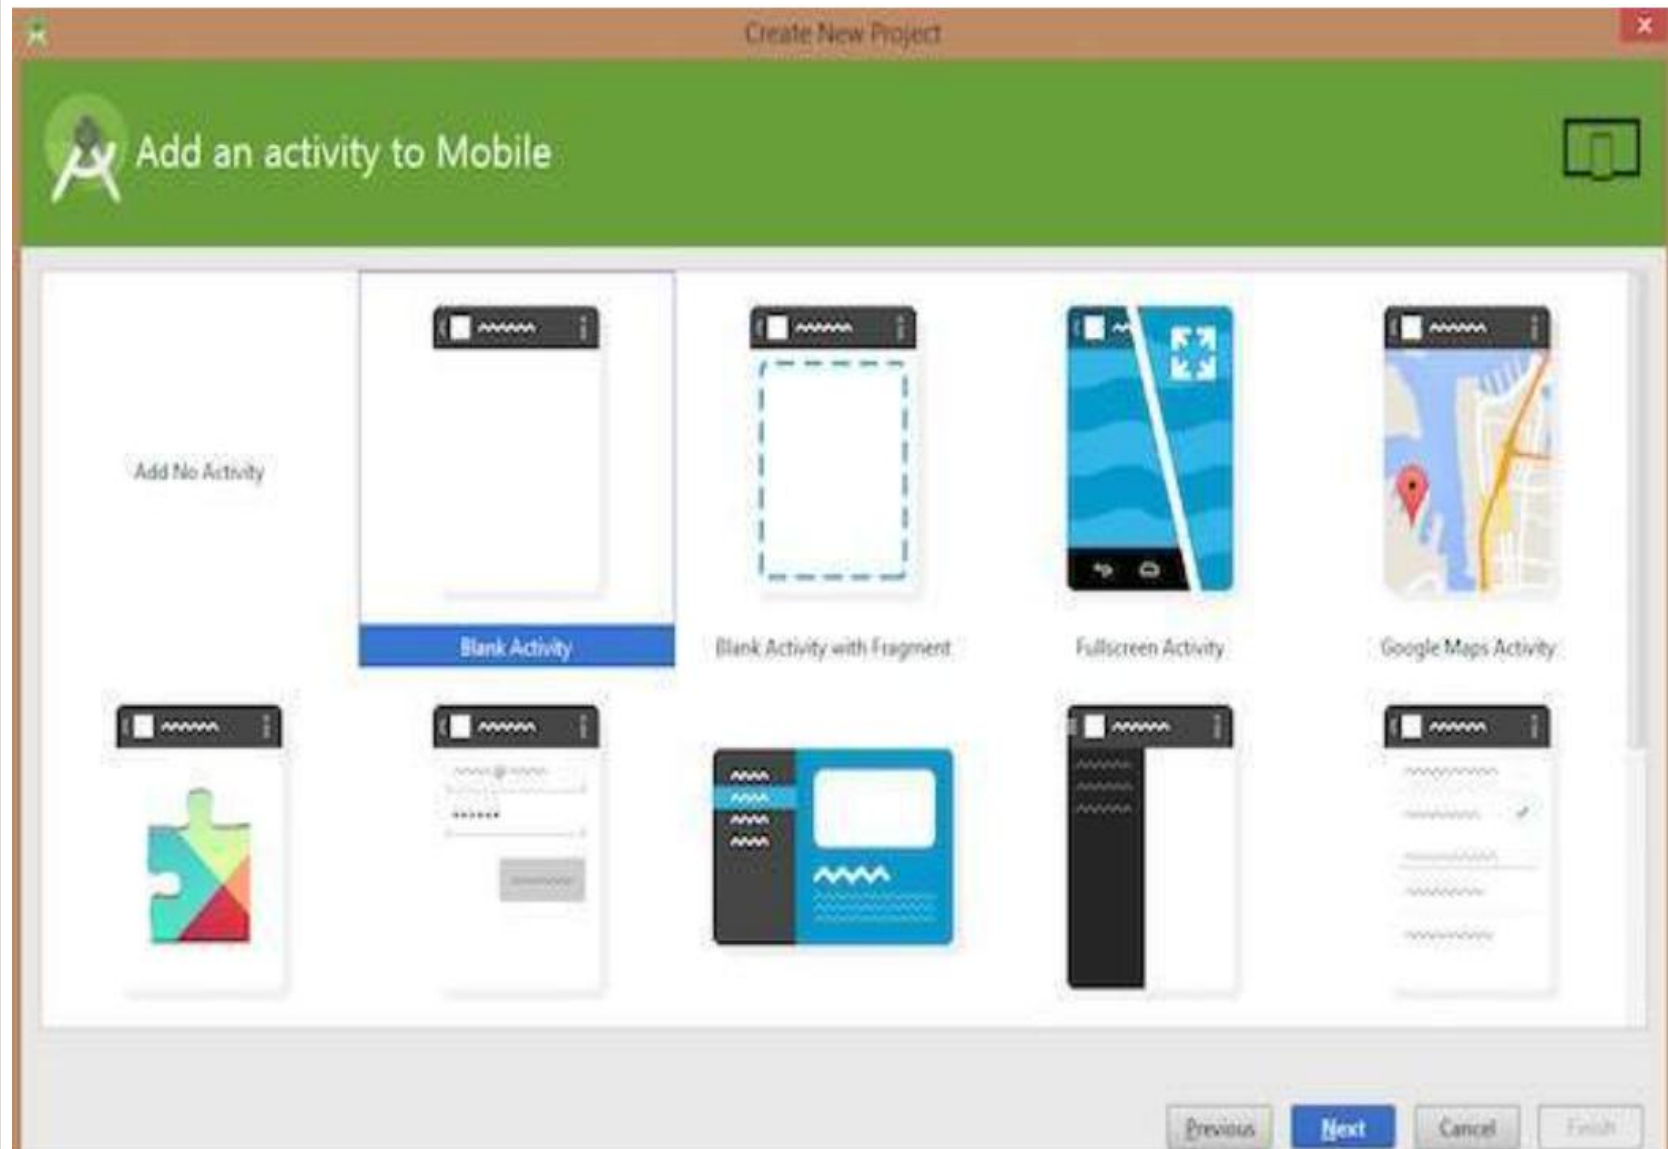 Create New Project
Add an activity to Mobile
Add No Activity
Blank Activity
Blank Activity with Fragment
Fullscreen Activity
Google Maps Activity
Previous
Next
Cancel
Finish